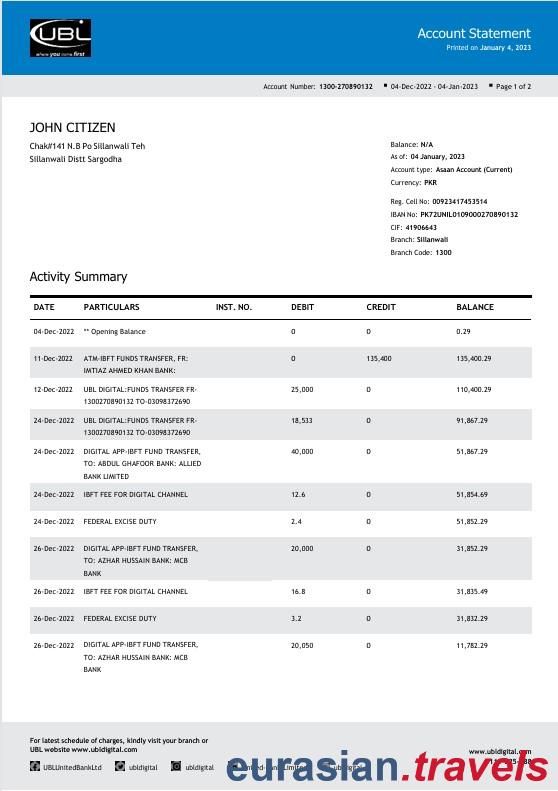 UBL
where you come first
Account Statement
Printed on January 4, 2023
Account Number: 1300-270890132 ▪ 04-Dec-2022 - 04-Jan-2023 ▪ Page 1 of 2
JOHN CITIZEN
Chak#141 N.B Po Sillanwali Teh
Sillanwali Distt Sargodha
Balance: N/A
As of: 04 January, 2023
Account type: Asaan Account (Current)
Currency: PKR
Reg. Cell No: 00923417453514
IBAN No: PK72UNIL0109000270890132
CIF: 41906643
Branch: Sillanwali
Branch Code: 1300
Activity Summary
DATE PARTICULARS INST. NO. DEBIT CREDIT BALANCE
04-Dec-2022 ** Opening Balance 0 0 0.29
11-Dec-2022 ATM-IBFT FUNDS TRANSFER, FR: 0 135,400 135,400.29
IMTIAZ AHMED KHAN BANK:
12-Dec-2022 UBL DIGITAL:FUNDS TRANSFER FR- 25,000 0 110,400.29
1300270890132 TO-03098372690
24-Dec-2022 UBL DIGITAL:FUNDS TRANSFER FR- 18,533 0 91,867.29
1300270890132 TO-03098372690
24-Dec-2022 DIGITAL APP-IBFT FUND TRANSFER, 40,000 0 51,867.29
TO: ABDUL GHAFOOR BANK: ALLIED
BANK LIMITED
24-Dec-2022 IBFT FEE FOR DIGITAL CHANNEL 12.6 0 51,854.69
24-Dec-2022 FEDERAL EXCISE DUTY 2.4 0 51,852.29
26-Dec-2022 DIGITAL APP-IBFT FUND TRANSFER, 20,000 0 31,852.29
TO: AZHAR HUSSAIN BANK: MCB
BANK
26-Dec-2022 IBFT FEE FOR DIGITAL CHANNEL 16.8 0 31,835.49
26-Dec-2022 FEDERAL EXCISE DUTY 3.2 0 31,832.29
26-Dec-2022 DIGITAL APP-IBFT FUND TRANSFER, 20,050 0 11,782.29
TO: AZHAR HUSSAIN BANK: MCB
BANK
For latest schedule of charges, kindly visit your branch or
UBL website www.ubldigital.com
www.ubldigital.com
UBLUnitedBankLtd ubldigital ubldigital
eurasian.travels